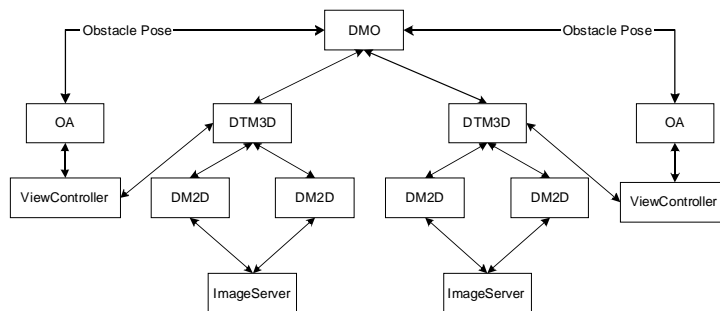 Obstacle Pose
DMO
Obstacle Pose
OA
DTM3D
DTM3D
OA
ViewController
DM2D
DM2D
DM2D
DM2D
ViewController
ImageServer
ImageServer